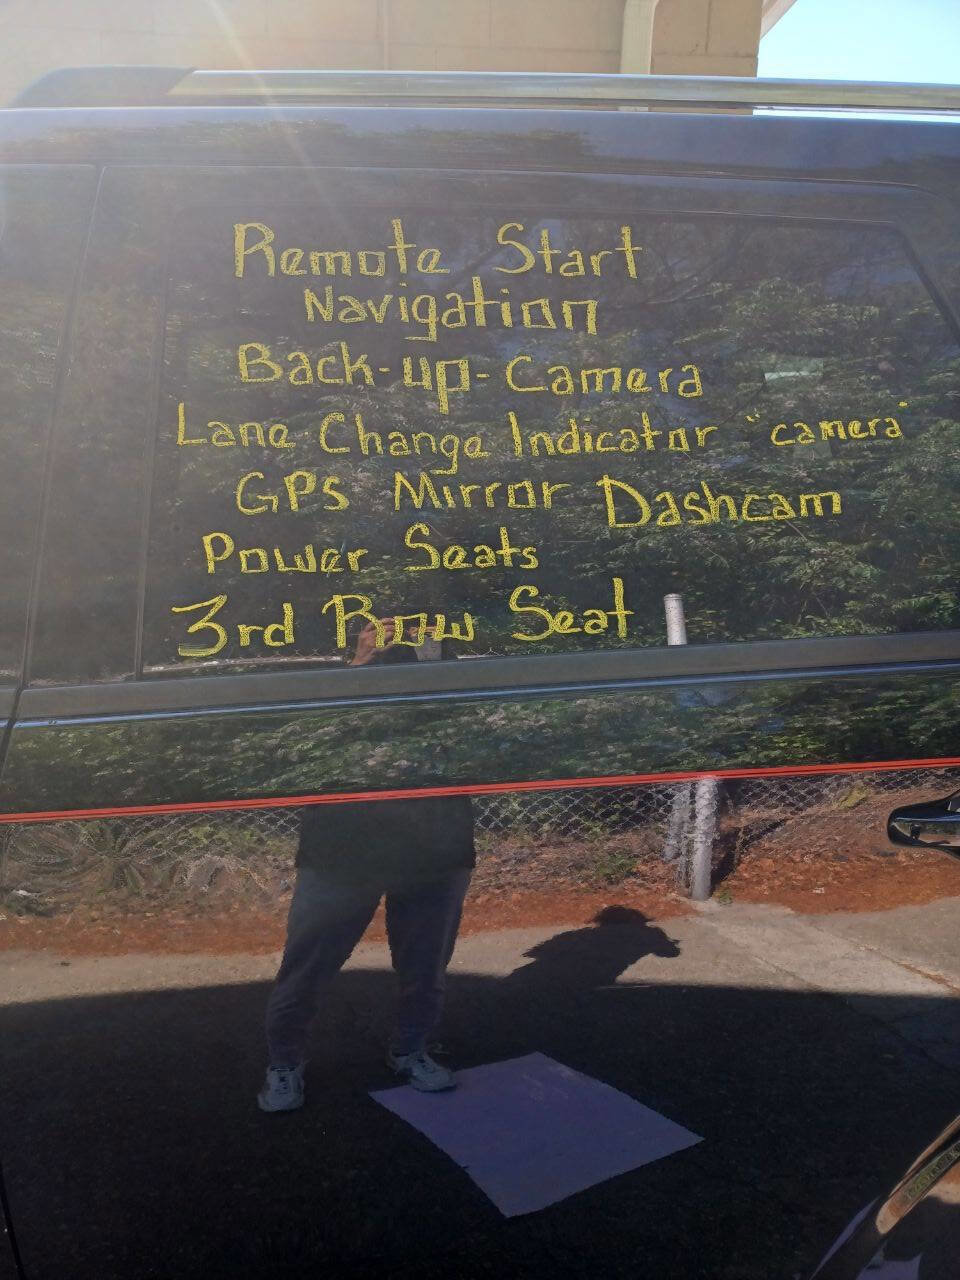 Remote Start
Navigation
Back-up-Camera
Lane Change Indicator "camera"
GPS Mirror Dashcam
Power Seats
3rd Row Seat